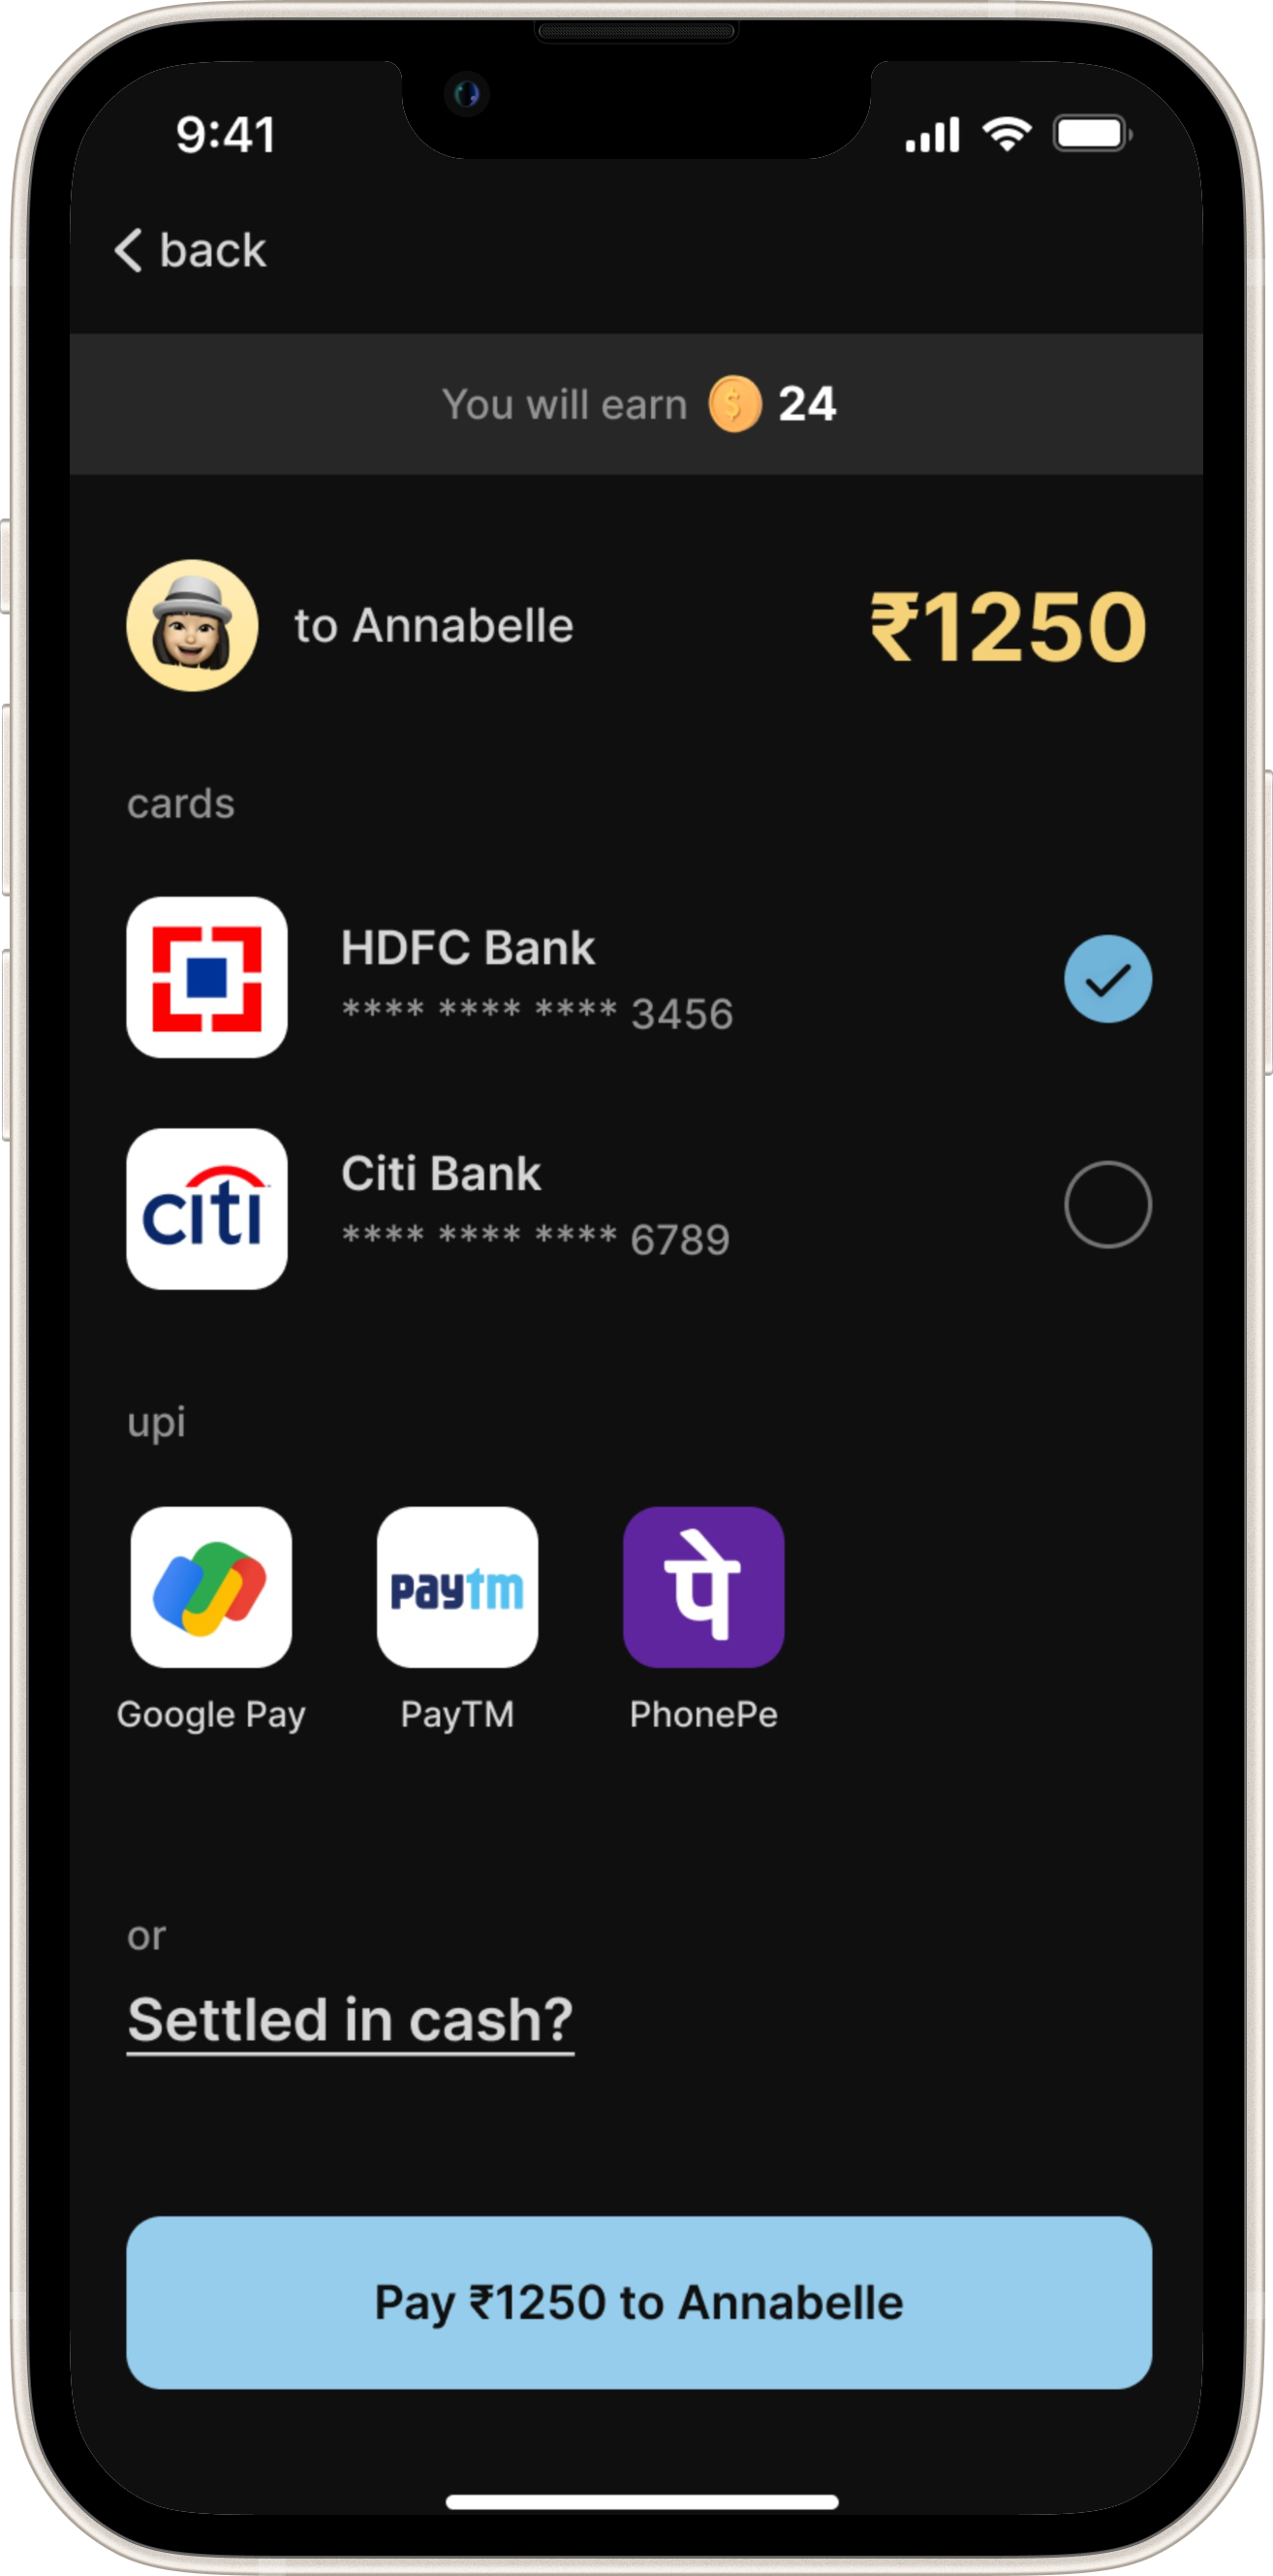 9:41
back
You will earn $ 24
to Annabelle ₹1250
cards
HDFC Bank
**** **** **** 3456
citi
Citi Bank
**** **** **** 6789
upi
paytm पे
Google Pay PayTM PhonePe
or
Settled in cash?
Pay ₹1250 to Annabelle